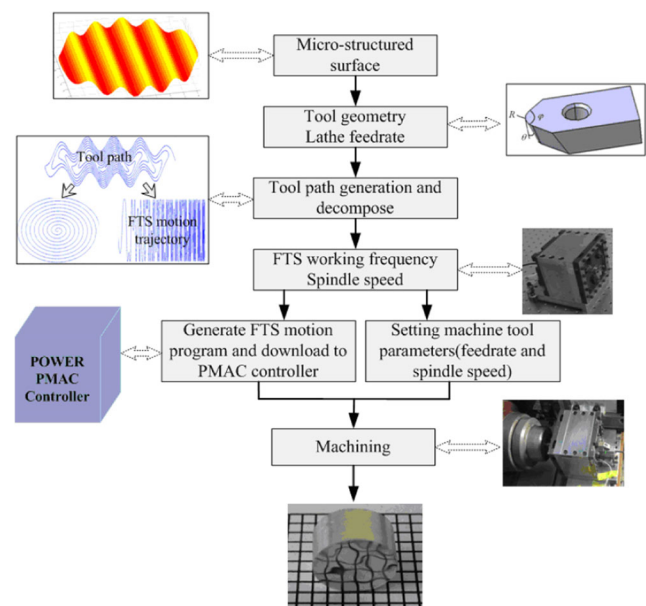 Micro-structured
surface
Tool geometry
Lathe feedrate
R
φ
θ
Tool path
FTS motion
trajectory
Tool path generation and
decompose
FTS working frequency
Spindle speed
POWER
PMAC
Controller
Generate FTS motion
program and download to
PMAC controller
Setting machine tool
parameters(feedrate and
spindle speed)
Machining